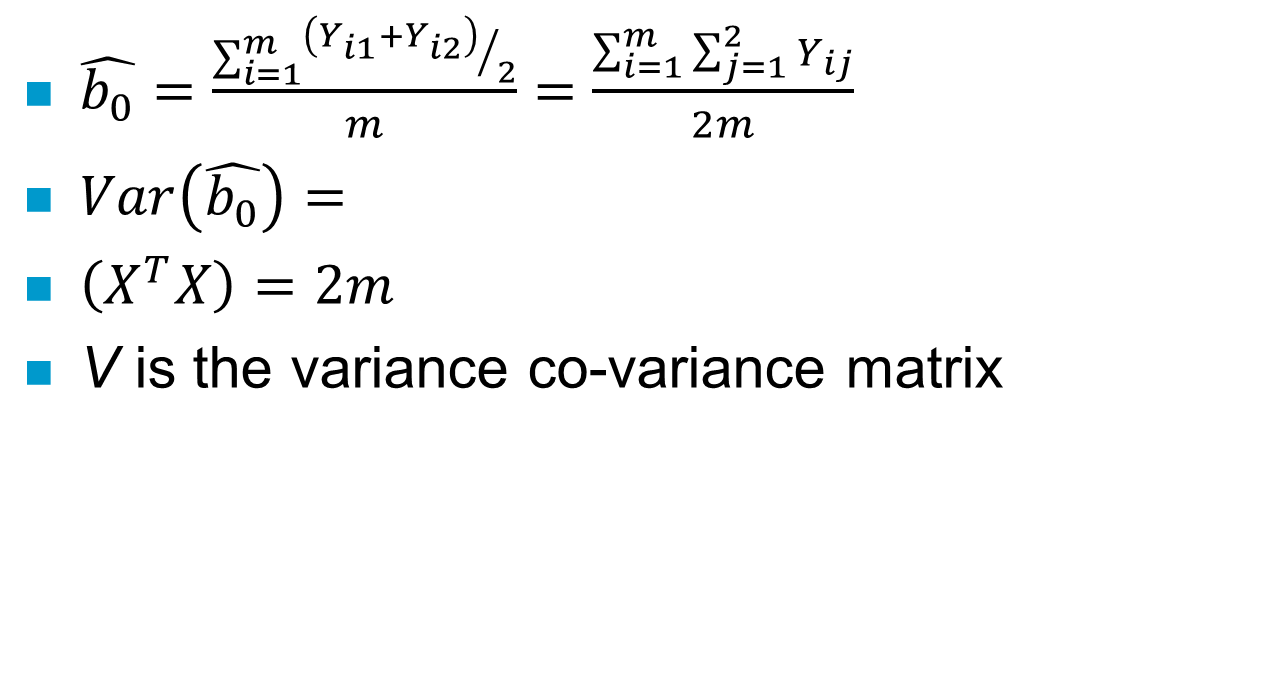 ■ \widehat{b_0} = \frac{\sum_{i=1}^{m} (Y_{i1}+Y_{i2})/2}{m} = \frac{\sum_{i=1}^{m} \sum_{j=1}^{2} Y_{ij}}{2m}
■ Var(\widehat{b_0}) =
■ (X^T X) = 2m
■ V is the variance co-variance matrix